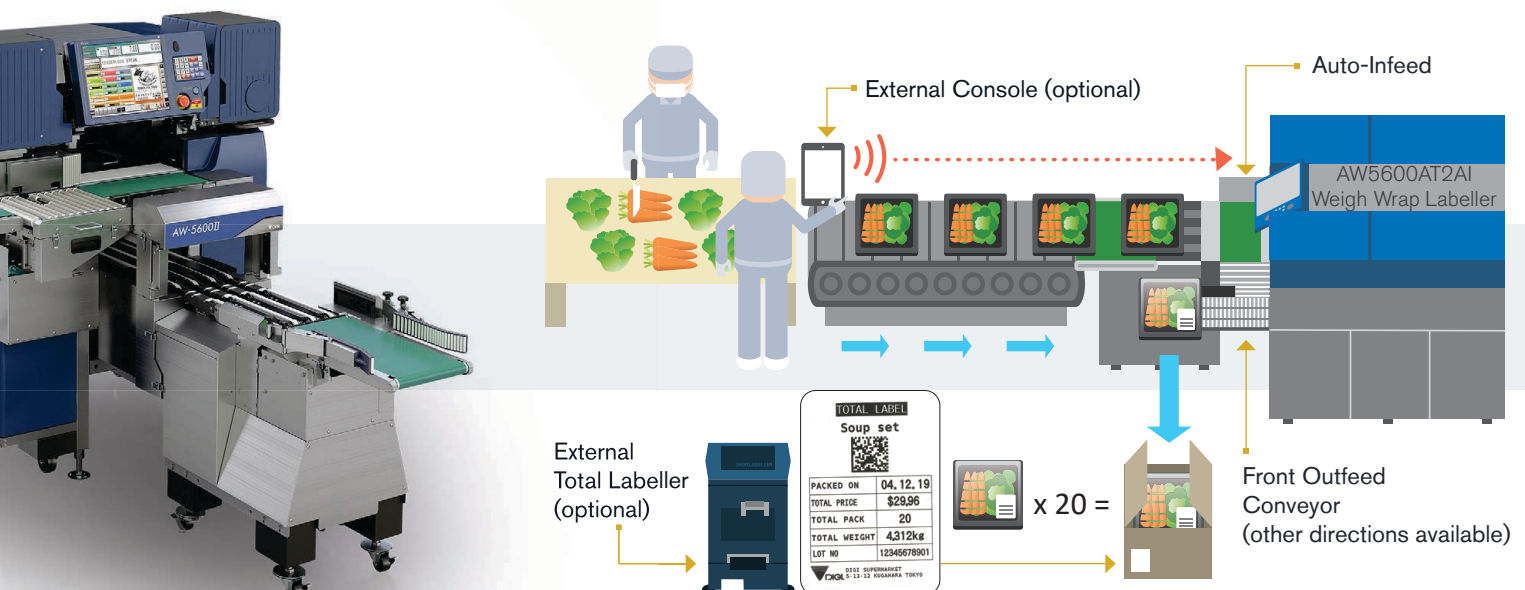 AW-5600II
External Console (optional)
Auto-Infeed
AW5600AT2AI
Weigh Wrap Labeller
External
Total Labeller
(optional)
TOTAL LABEL
Soup set
PACKED ON 04.12.19
TOTAL PRICE $29,96
TOTAL PACK 20
TOTAL WEIGHT 4,312kg
LOT NO 12345678901
DIGI DIGI SUPERMARKET
5-13-12 KUGAHARA TOKYO
x 20 =
Front Outfeed
Conveyor
(other directions available)